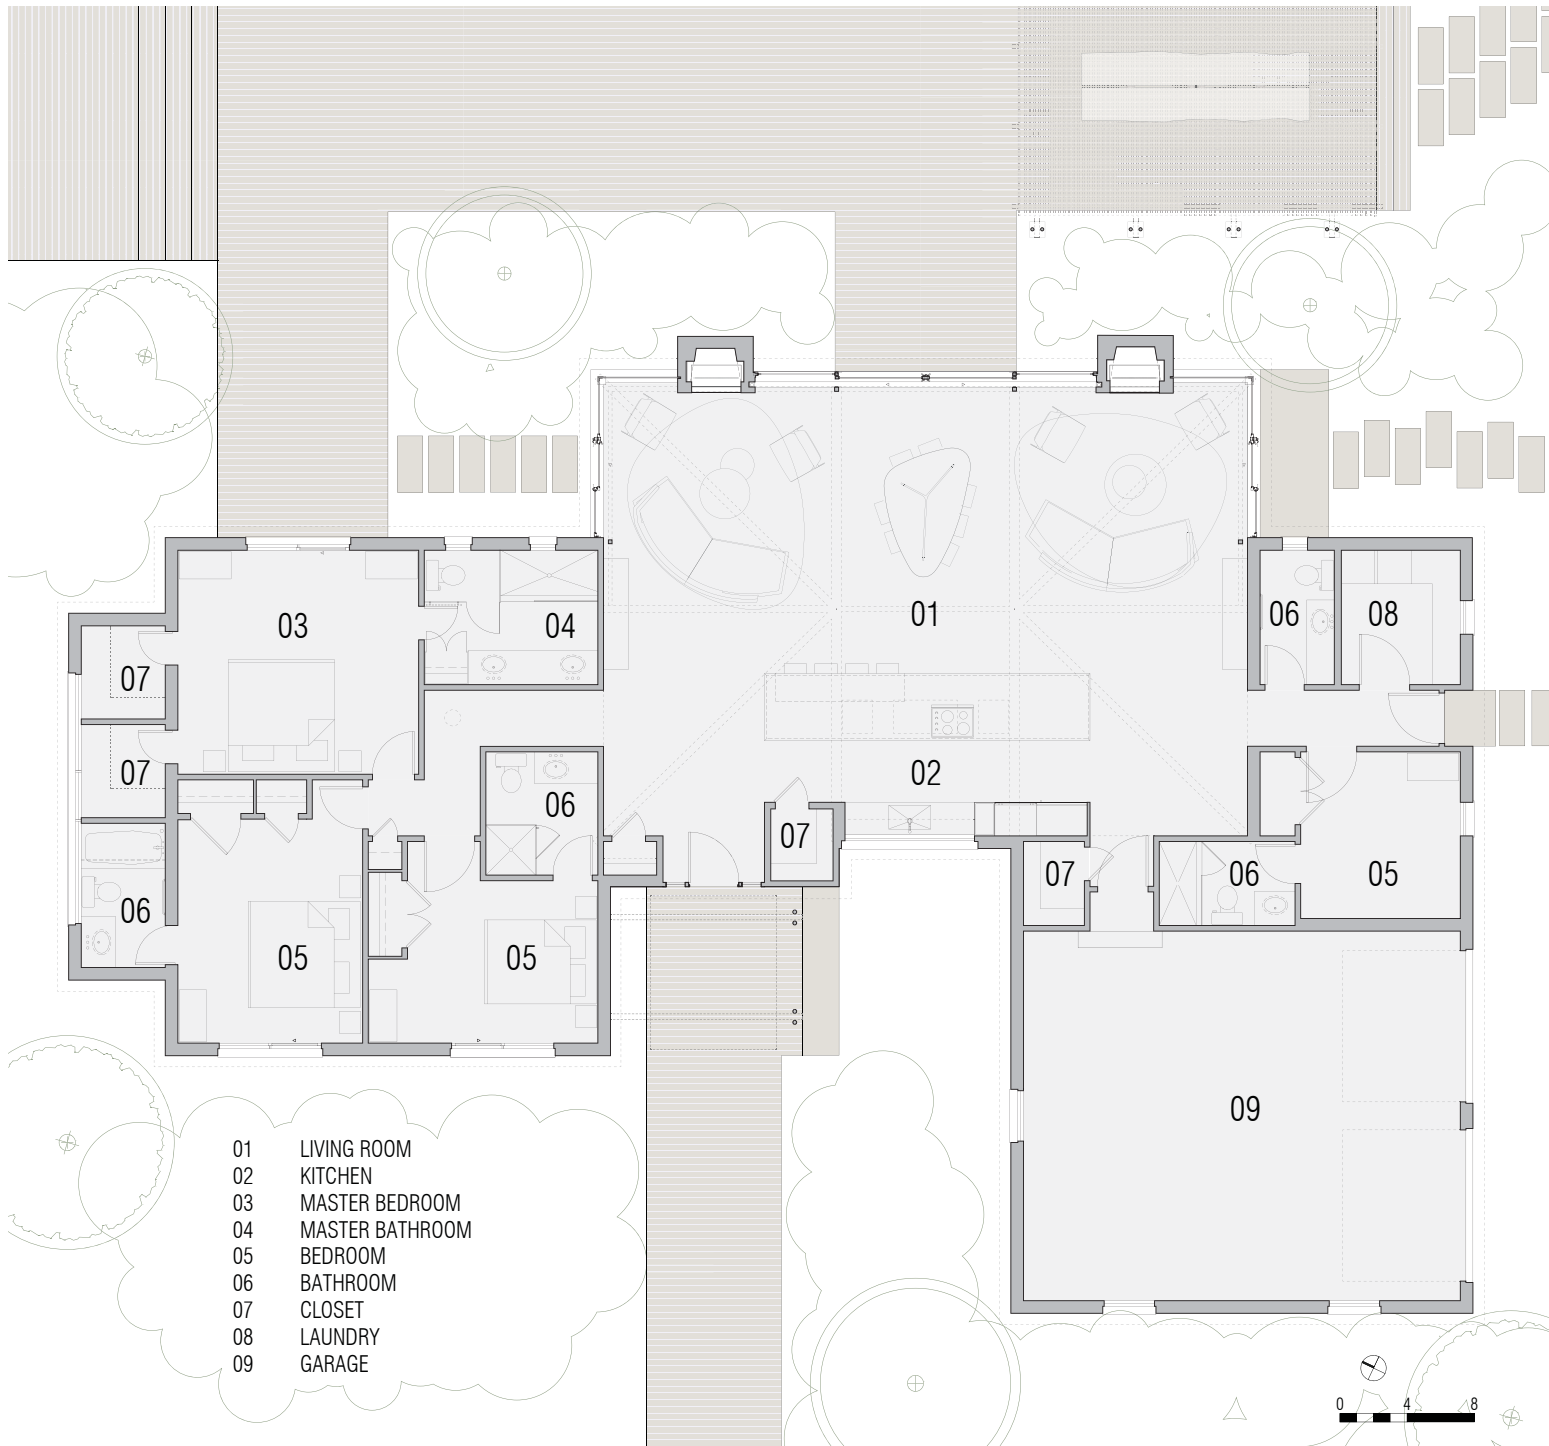 01
03
04
06
08
07
07
02
06
07
07
06
05
06
05
05
09
01 LIVING ROOM
02 KITCHEN
03 MASTER BEDROOM
04 MASTER BATHROOM
05 BEDROOM
06 BATHROOM
07 CLOSET
08 LAUNDRY
09 GARAGE
0 4 8